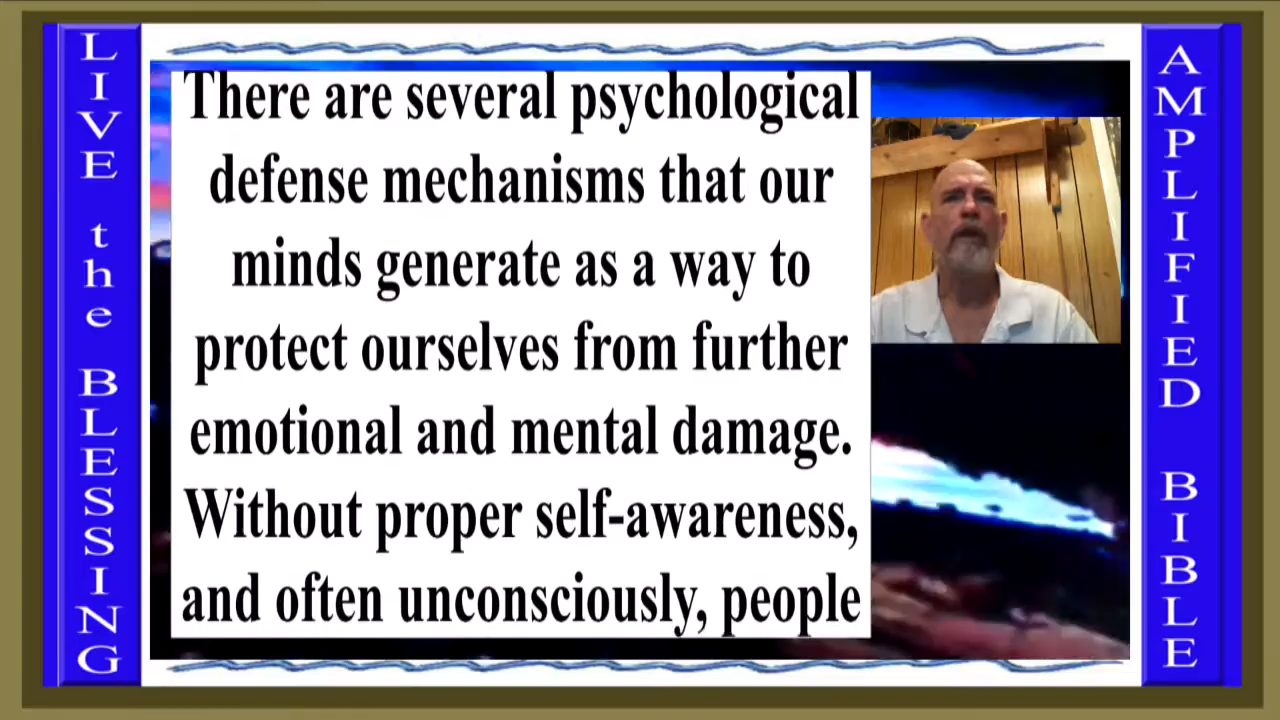 LIVE the BLESSING
There are several psychological
defense mechanisms that our
minds generate as a way to
protect ourselves from further
emotional and mental damage.
Without proper self-awareness,
and often unconsciously, people
AMPLIFIED BIBLE